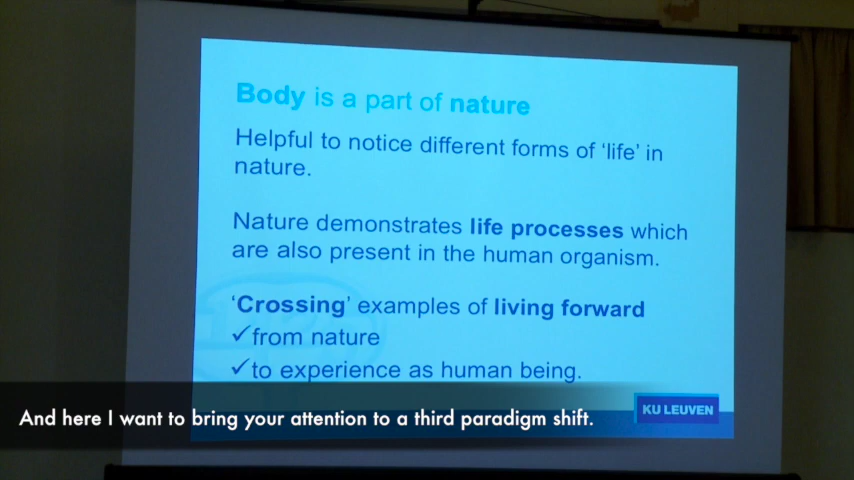 Body is a part of nature
Helpful to notice different forms of 'life' in
nature.
Nature demonstrates life processes which
are also present in the human organism.
'Crossing' examples of living forward
✓from nature
✓to experience as human being.
And here I want to bring your attention to a third paradigm shift.
KU LEUVEN